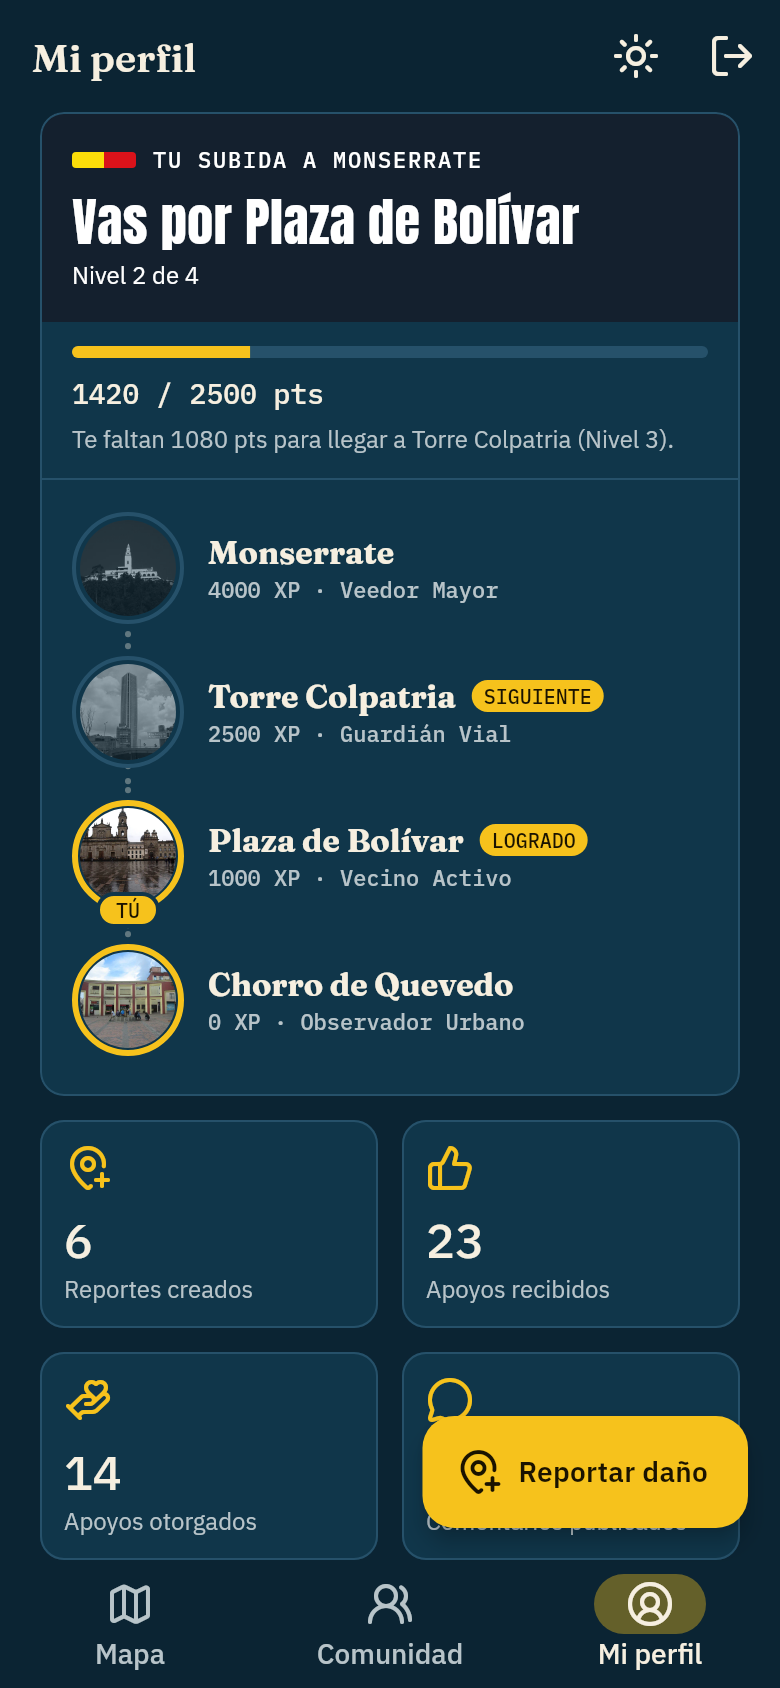 Mi perfil
TU SUBIDA A MONSERRATE
Vas por Plaza de Bolívar
Nivel 2 de 4
1420 / 2500 pts
Te faltan 1080 pts para llegar a Torre Colpatria (Nivel 3).
Monserrate
4000 XP · Veedor Mayor
Torre Colpatria SIGUIENTE
2500 XP · Guardián Vial
Plaza de Bolívar LOGRADO
1000 XP · Vecino Activo
TÚ
Chorro de Quevedo
0 XP · Observador Urbano
6
Reportes creados
23
Apoyos recibidos
14
Apoyos otorgados
Reportar daño
Comentarios publicados
Mapa
Comunidad
Mi perfil